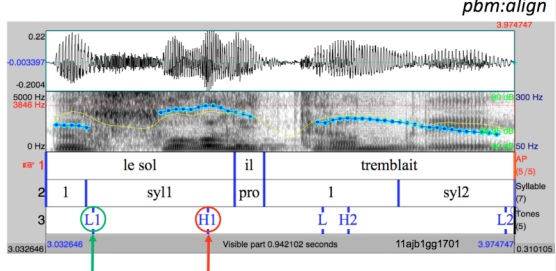 pbm:align
3.974747
0.22
-0.003397
-0.2004
5000 Hz
3846 Hz
0 Hz
300 Hz
50 Hz
1 le sol il tremblait AP (5/5)
2 1 syl1 pro 1 syl2 Syllable (7)
3 L1 H1 L H2 L2 Tones (5)
3.032646 3.032646 Visible part 0.942102 seconds 11ajb1gg1701 3.974747 0.310105